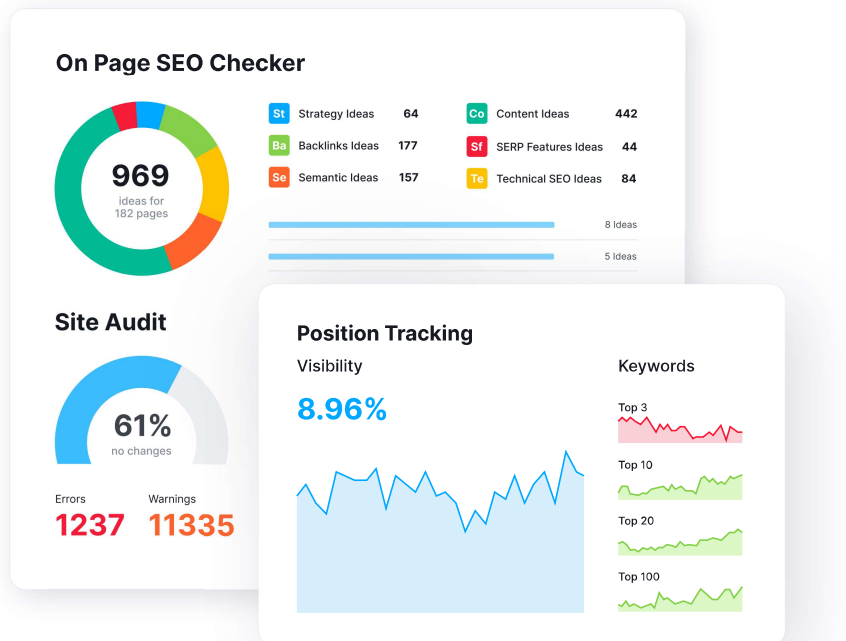 On Page SEO Checker
969
ideas for
182 pages
St Strategy Ideas 64
Ba Backlinks Ideas 177
Se Semantic Ideas 157
Co Content Ideas 442
Sf SERP Features Ideas 44
Te Technical SEO Ideas 84
8 Ideas
5 Ideas
Site Audit
61%
no changes
Errors
1237
Warnings
11335
Position Tracking
Visibility
8.96%
Keywords
Top 3
Top 10
Top 20
Top 100